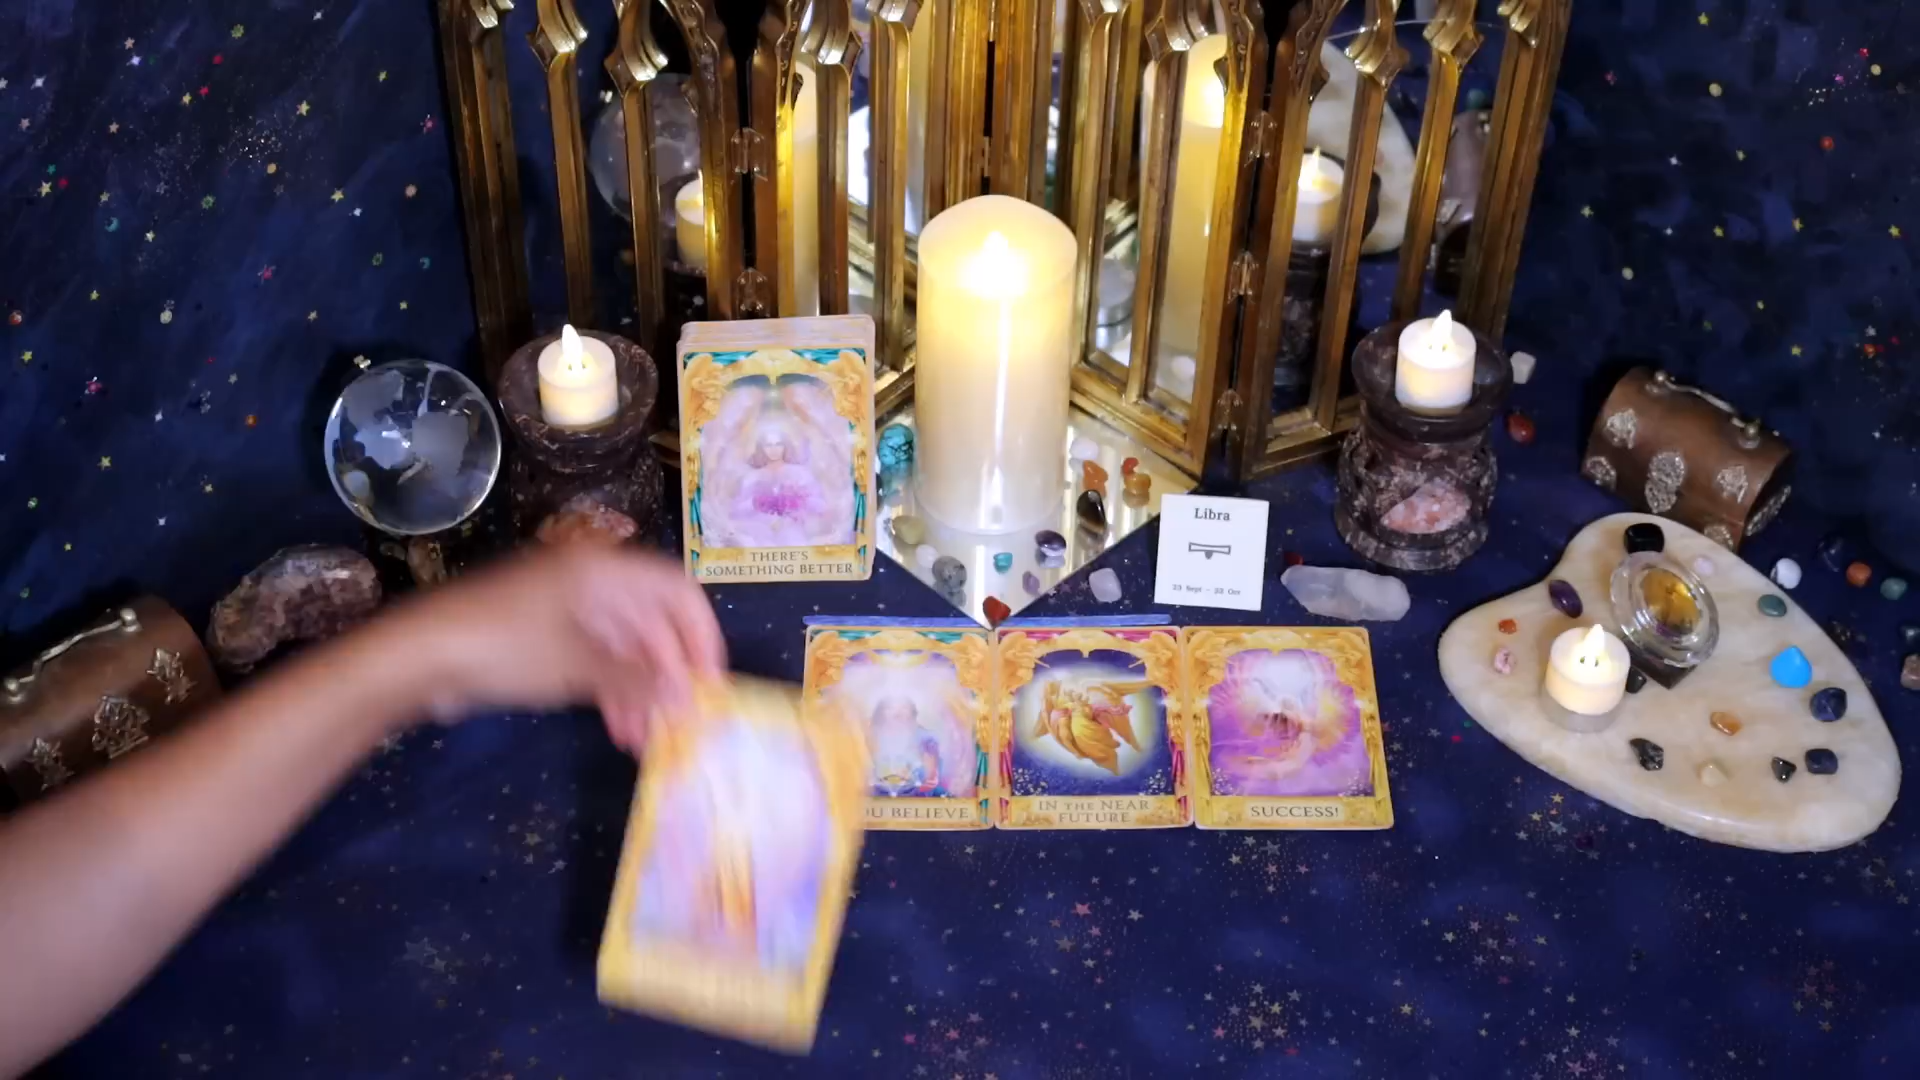 THERE'S
SOMETHING BETTER
Libra
23 Sept - 22 Oct
BELIEVE
IN THE NEAR
FUTURE
SUCCESS!